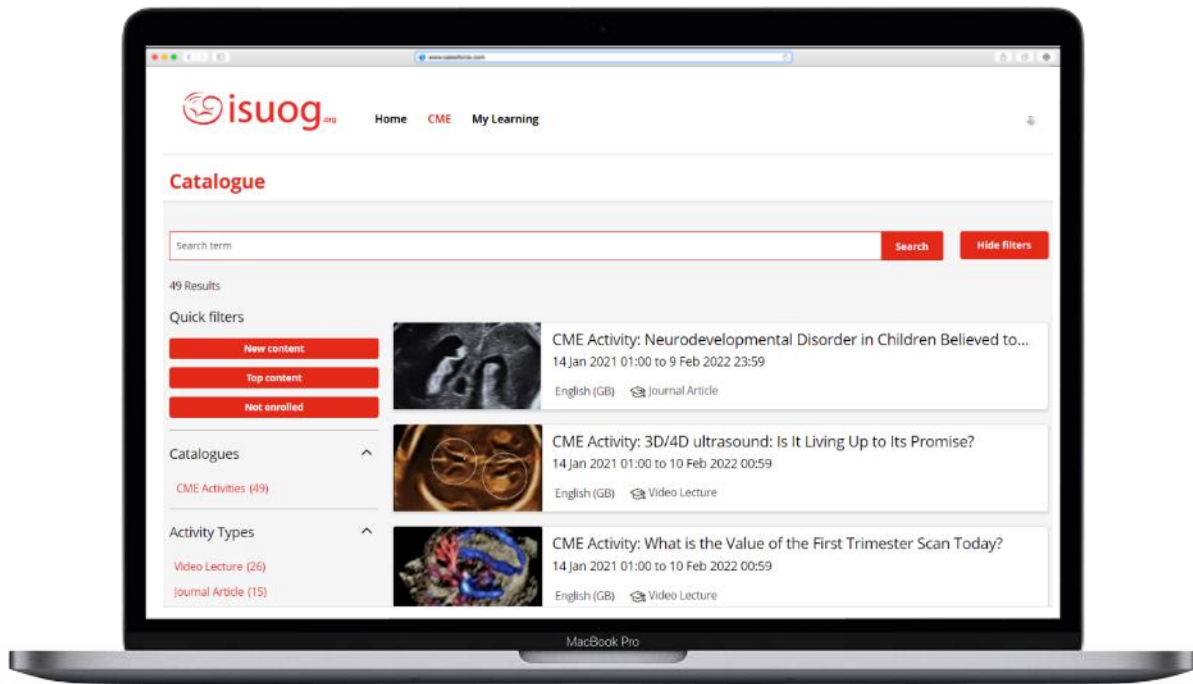 www.salesforce.com
isuog.org
Home CME My Learning
Catalogue
Search term
Search
Hide filters
49 Results
Quick filters
New content
Top content
Not enrolled
Catalogues
CME Activities (49)
Activity Types
Video Lecture (26)
Journal Article (15)
CME Activity: Neurodevelopmental Disorder in Children Believed to...
14 Jan 2021 01:00 to 9 Feb 2022 23:59
English (GB) Journal Article
CME Activity: 3D/4D ultrasound: Is It Living Up to Its Promise?
14 Jan 2021 01:00 to 10 Feb 2022 00:59
English (GB) Video Lecture
CME Activity: What is the Value of the First Trimester Scan Today?
14 Jan 2021 01:00 to 10 Feb 2022 00:59
English (GB) Video Lecture
MacBook Pro